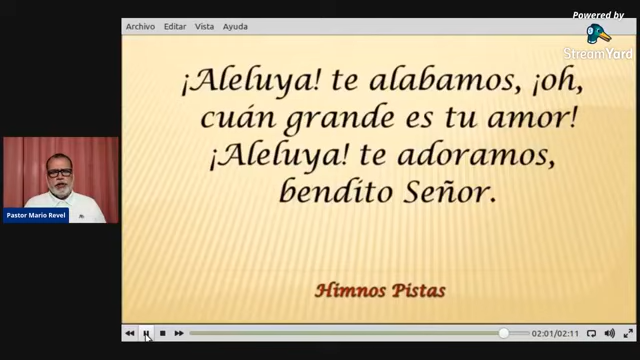 Powered by
StreamYard
Archivo Editar Vista Ayuda
¡Aleluya! te alabamos, ¡oh,
cuán grande es tu amor!
¡Aleluya! te adoramos,
bendito Señor.
Pastor Mario Revel
Himnos Pistas
02:01/02:11